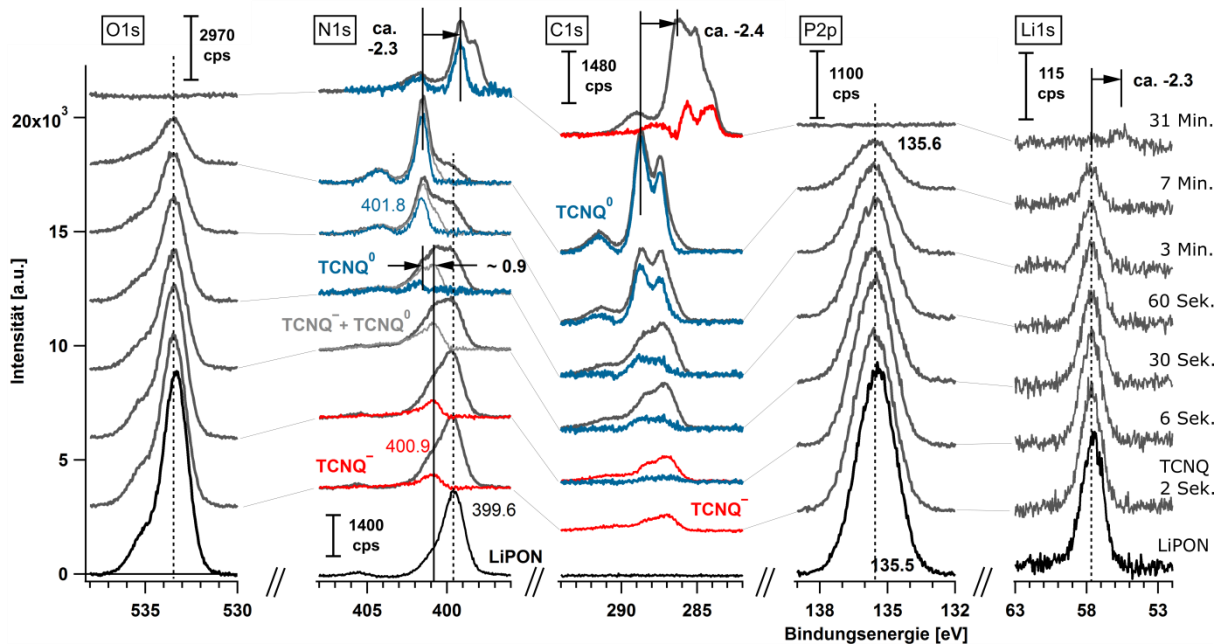 O1s
2970
cps
N1s
ca.
-2.3
C1s
1480
cps
ca. -2.4
P2p
1100
cps
Li1s
115
cps
ca. -2.3
31 Min.
20x10³
135.6
7 Min.
TCNQ⁰
401.8
3 Min.
15
TCNQ⁰
~ 0.9
60 Sek.
TCNQ⁻ + TCNQ⁰
30 Sek.
10
6 Sek.
400.9
TCNQ⁻
TCNQ
2 Sek.
5
TCNQ⁻
399.6
1400
cps
LiPON
135.5
LiPON
0
Intensität [a.u.]
535
530
405
400
290
285
138
135
132
63
58
53
Bindungsenergie [eV]